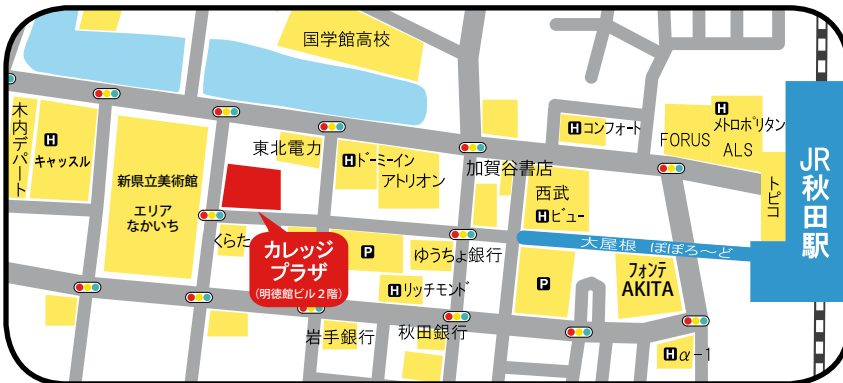 国学館高校
木内デパート
H
キャッスル
新県立美術館
エリア
なかいち
東北電力
H ドーミーイン
アトリオン
加賀谷書店
H コンフォート
FORUS
H
メトロポリタン
ALS
トピコ
JR秋田駅
西武
H ビュー
大屋根 ぽぽろ～ど
くらた
カレッジ
プラザ
(明徳館ビル2階)
P
ゆうちょ銀行
H リッチモンド
P
フォンテ
AKITA
岩手銀行
秋田銀行
H α-1